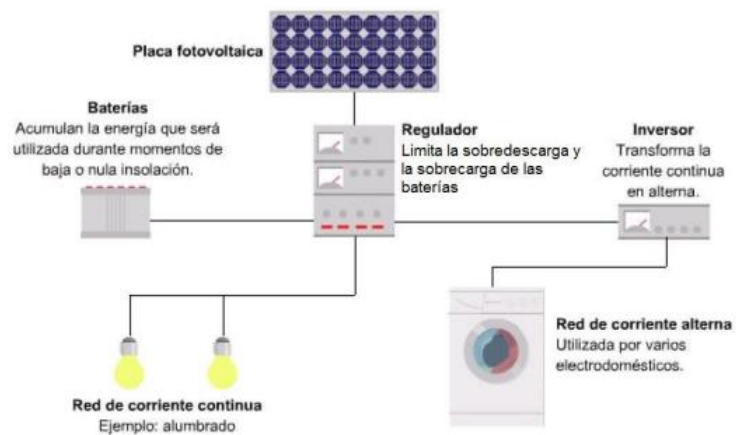 Placa fotovoltaica
Baterías
Acumulan la energía que será
utilizada durante momentos de
baja o nula insolación.
Regulador
Limita la sobredescarga y
la sobrecarga de las
baterías
Inversor
Transforma la
corriente continua
en alterna.
Red de corriente alterna
Utilizada por varios
electrodomésticos.
Red de corriente continua
Ejemplo: alumbrado